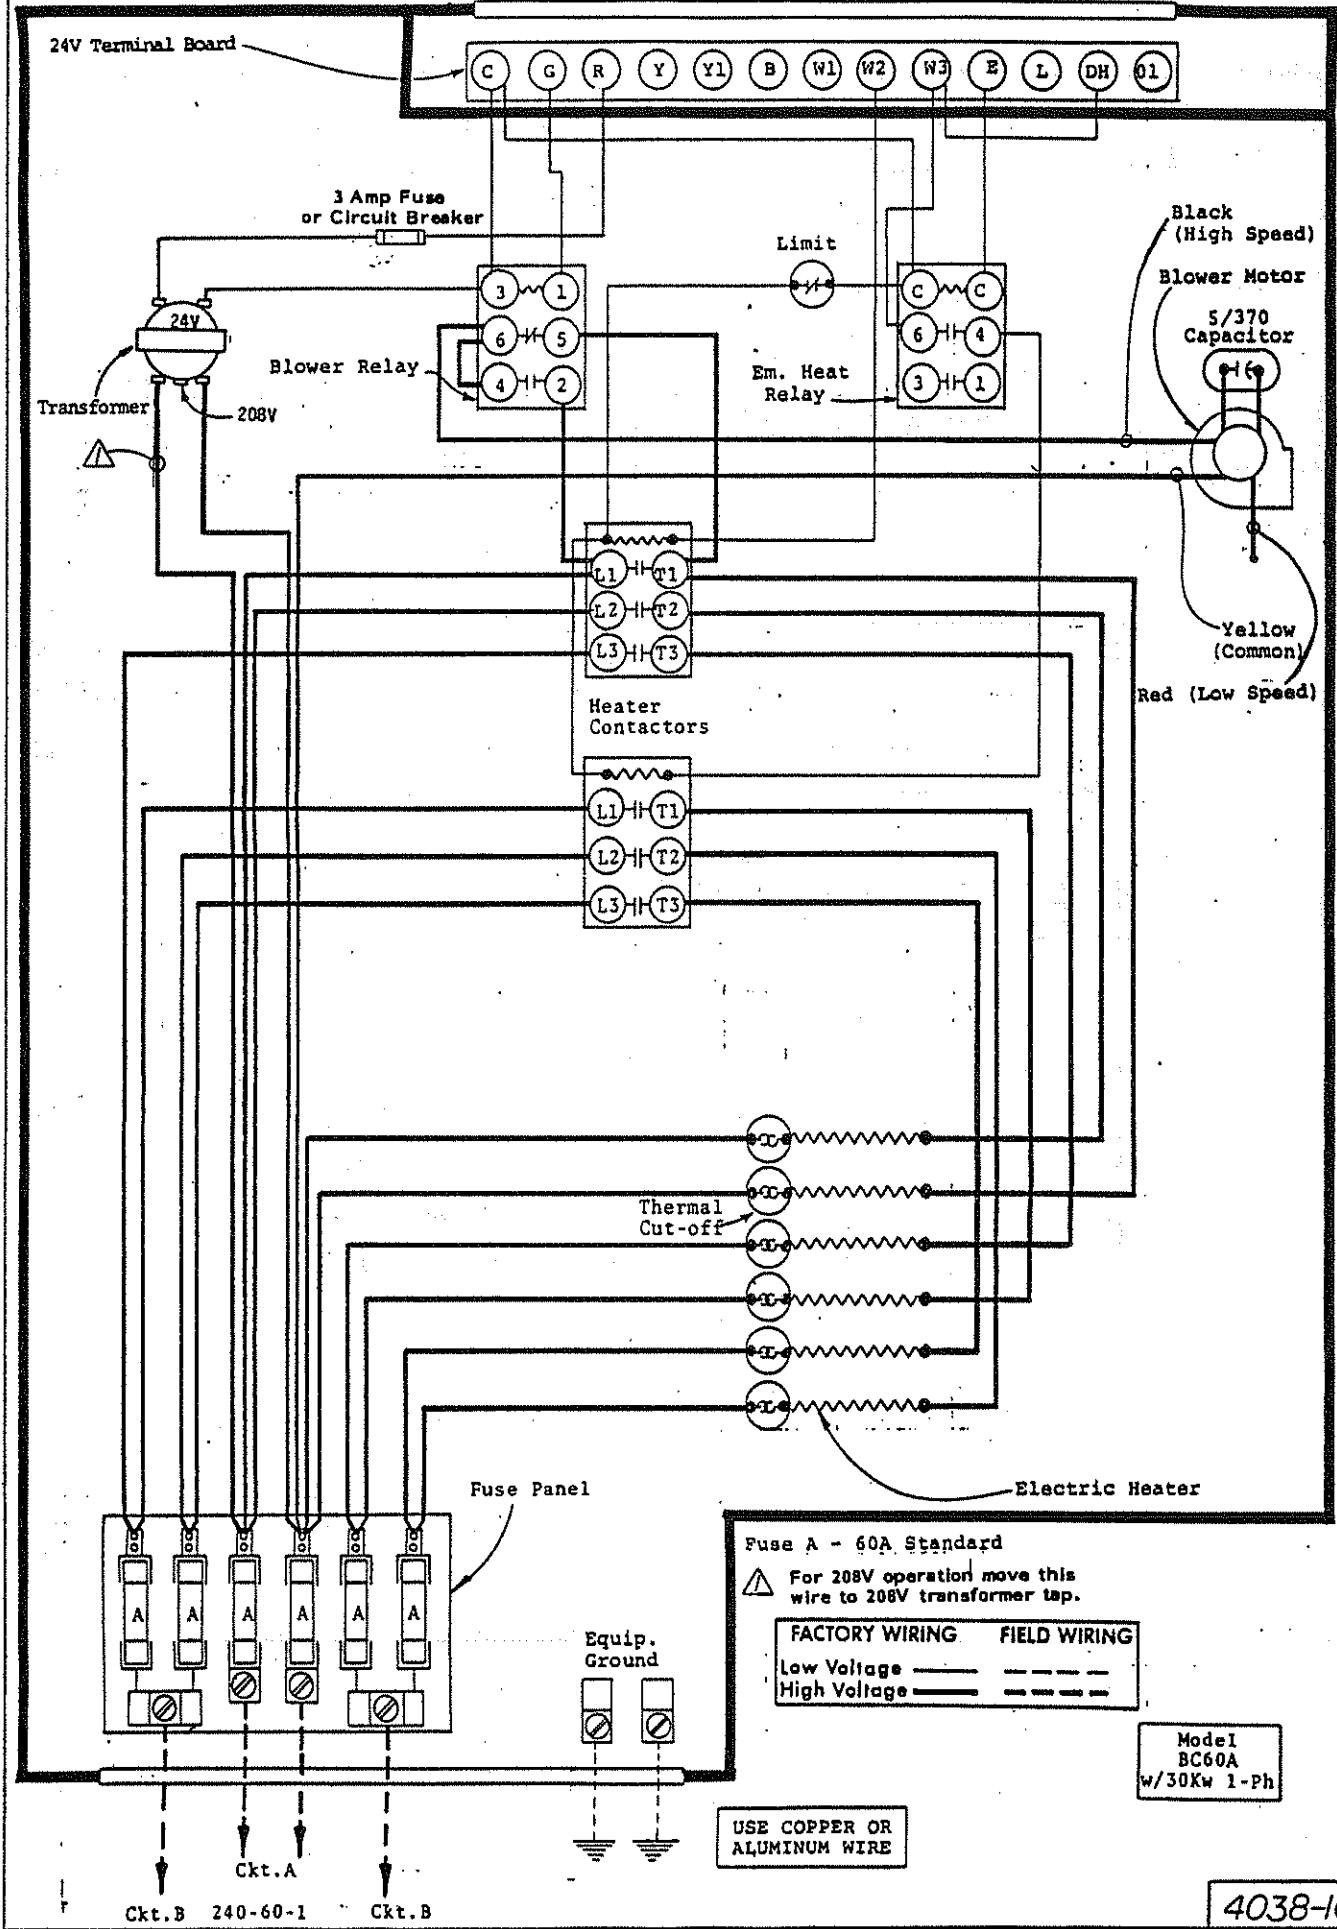 24V Terminal Board
C G R Y Y1 B W1 W2 W3 E L DH 01
3 Amp Fuse
or Circuit Breaker
Limit
Black
(High Speed)
Blower Motor
5/370
Capacitor
24V
Transformer
208V
Blower Relay
3 1
6 5
4 2
Em. Heat
Relay
C C
6 4
3 1
L1 T1
L2 T2
L3 T3
Yellow
(Common)
Red (Low Speed)
Heater
Contactors
L1 T1
L2 T2
L3 T3
Thermal
Cut-off
Electric Heater
Fuse Panel
A A A A A A
Fuse A - 60A Standard
1 For 208V operation move this
wire to 208V transformer tap.
FACTORY WIRING FIELD WIRING
Low Voltage
High Voltage
Equip.
Ground
Model
BC60A
w/30Kw 1-Ph
USE COPPER OR
ALUMINUM WIRE
Ckt.A
Ckt.B 240-60-1 Ckt.B